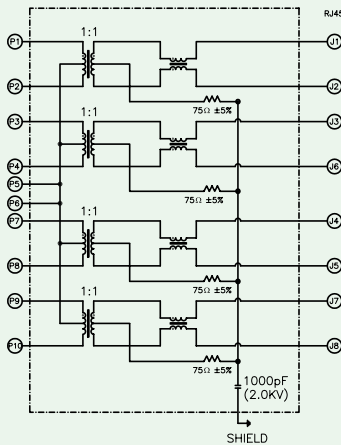 RJ45
P1 1:1 J1
P2 J2
75Ω ±5%
P3 1:1 J3
P4 J6
P5
75Ω ±5%
P6
P7 1:1 J4
P8 J5
75Ω ±5%
P9 1:1 J7
P10 J8
75Ω ±5%
1000pF
(2.0KV)
SHIELD